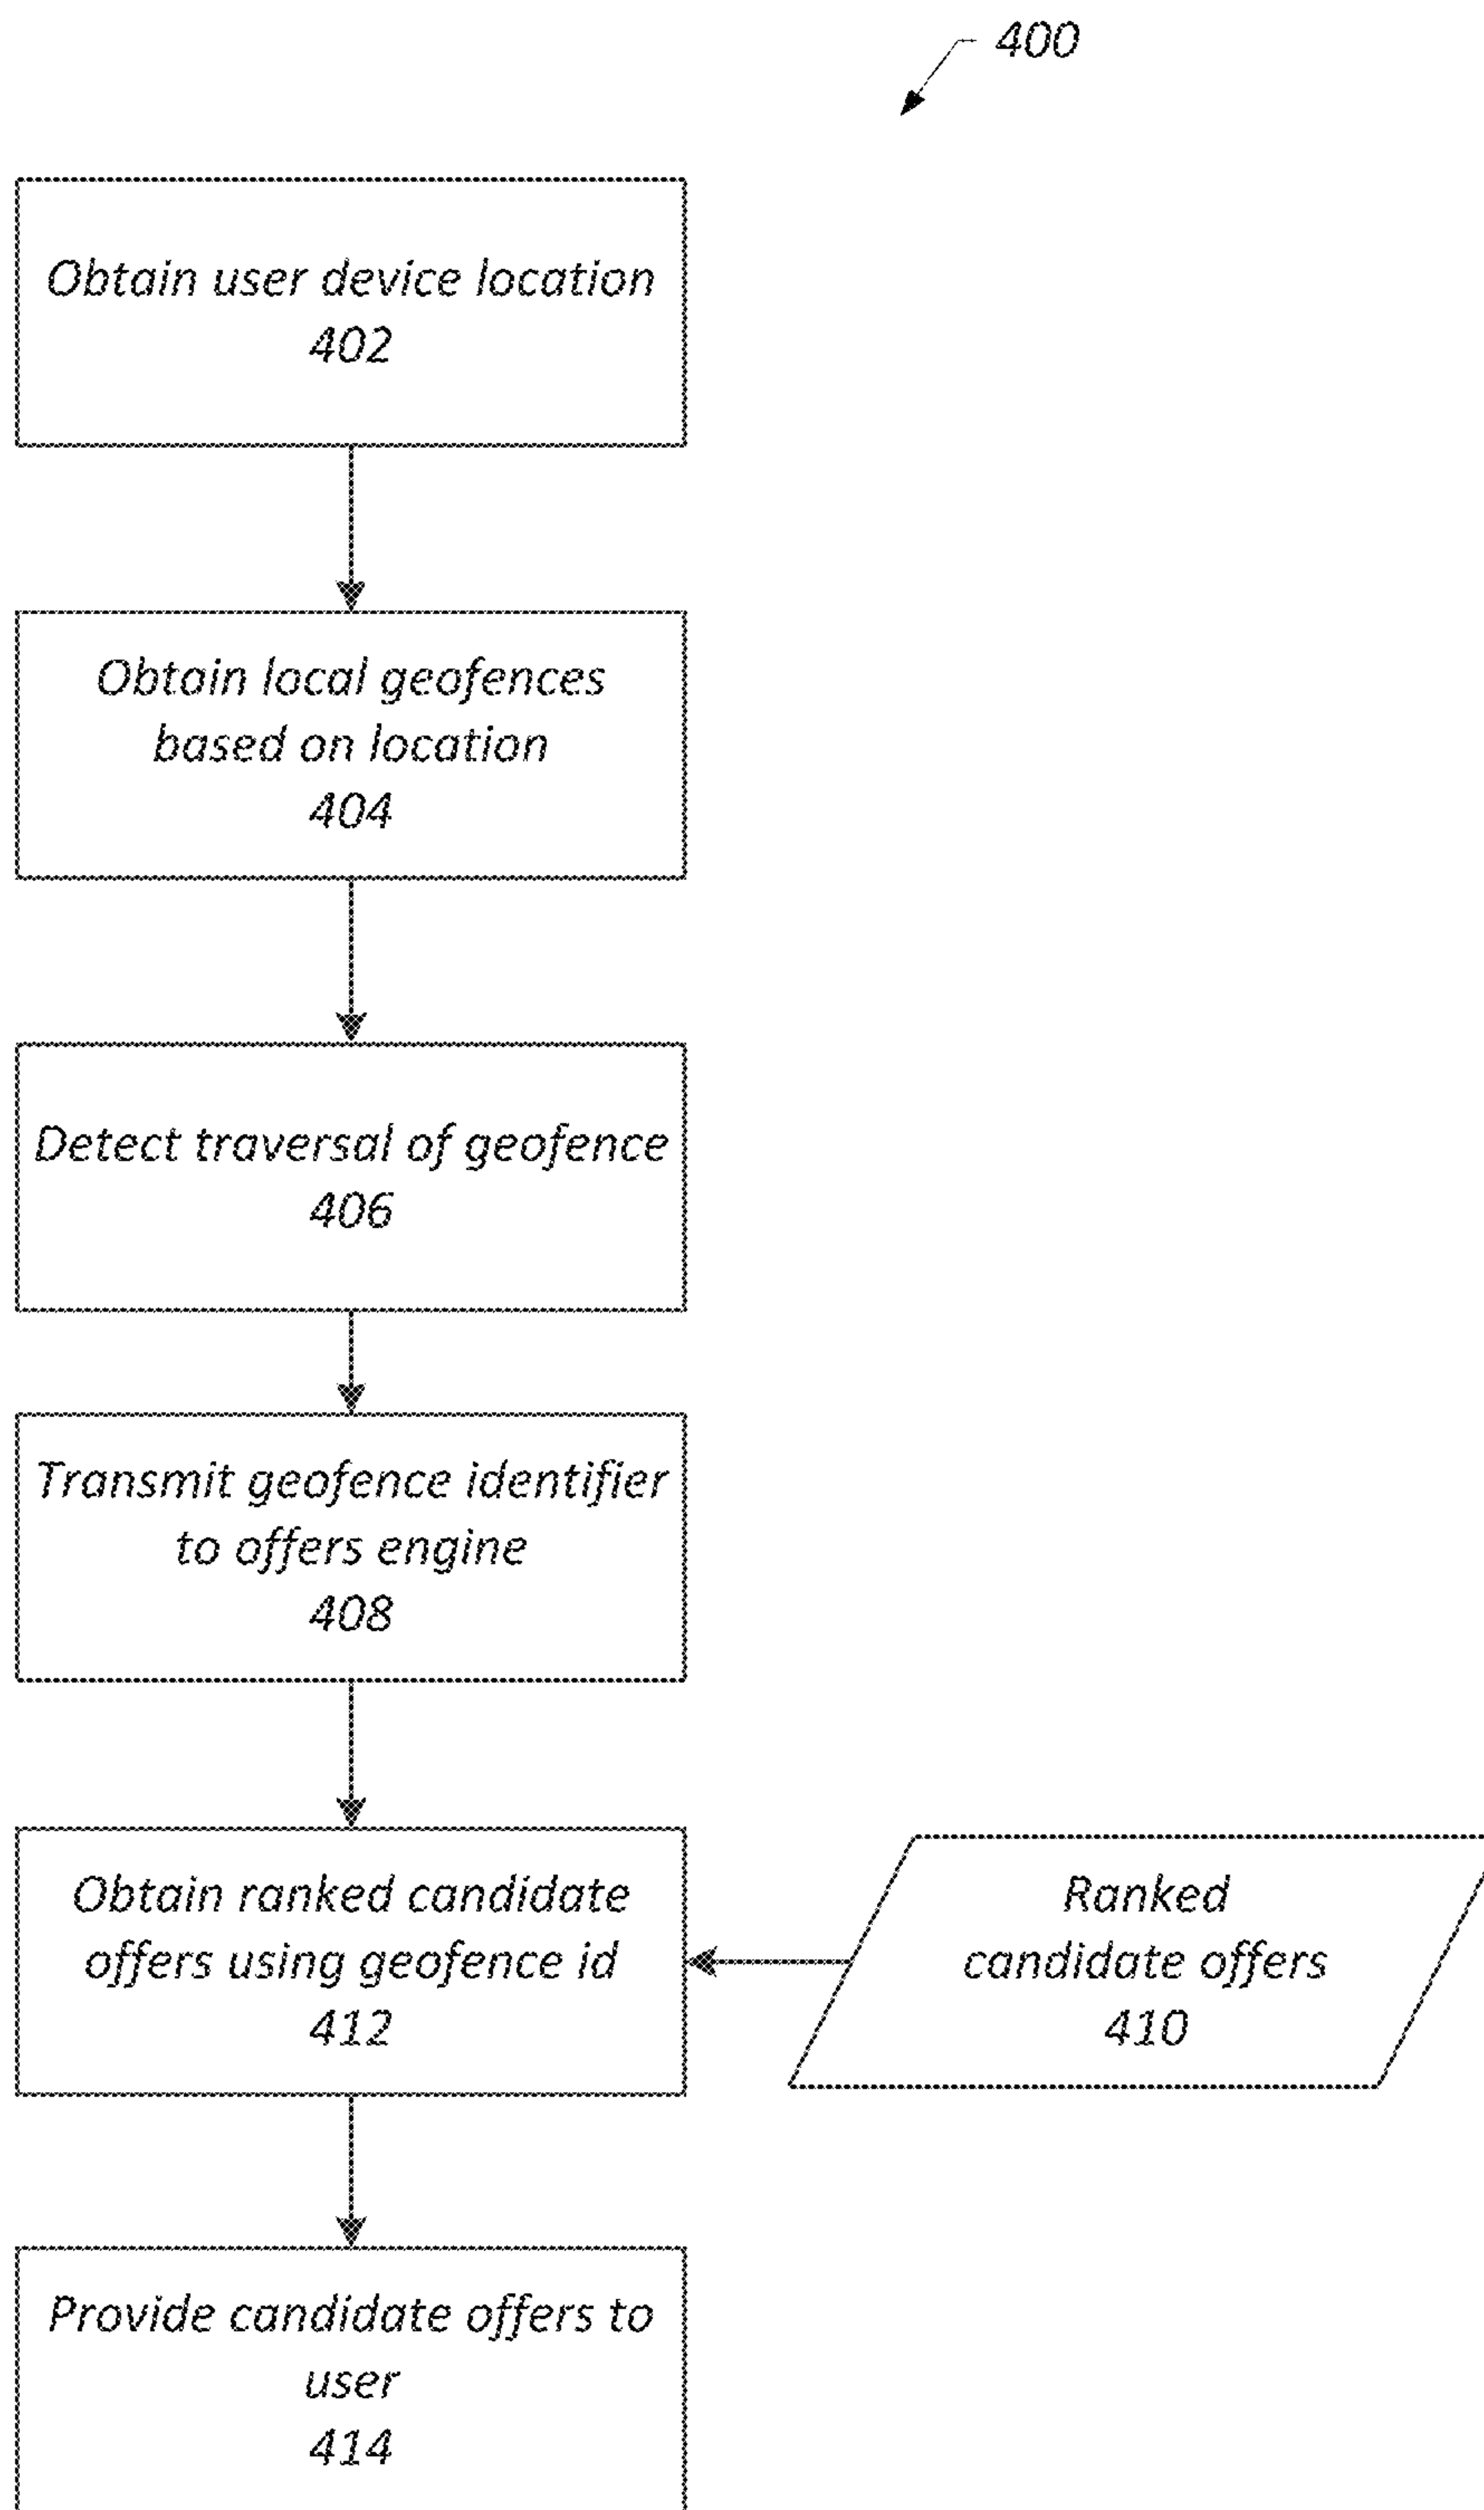 400
Obtain user device location
402
Obtain local geofences
based on location
404
Detect traversal of geofence
406
Transmit geofence identifier
to offers engine
408
Obtain ranked candidate
offers using geofence id
412
Ranked
candidate offers
410
Provide candidate offers to
user
414